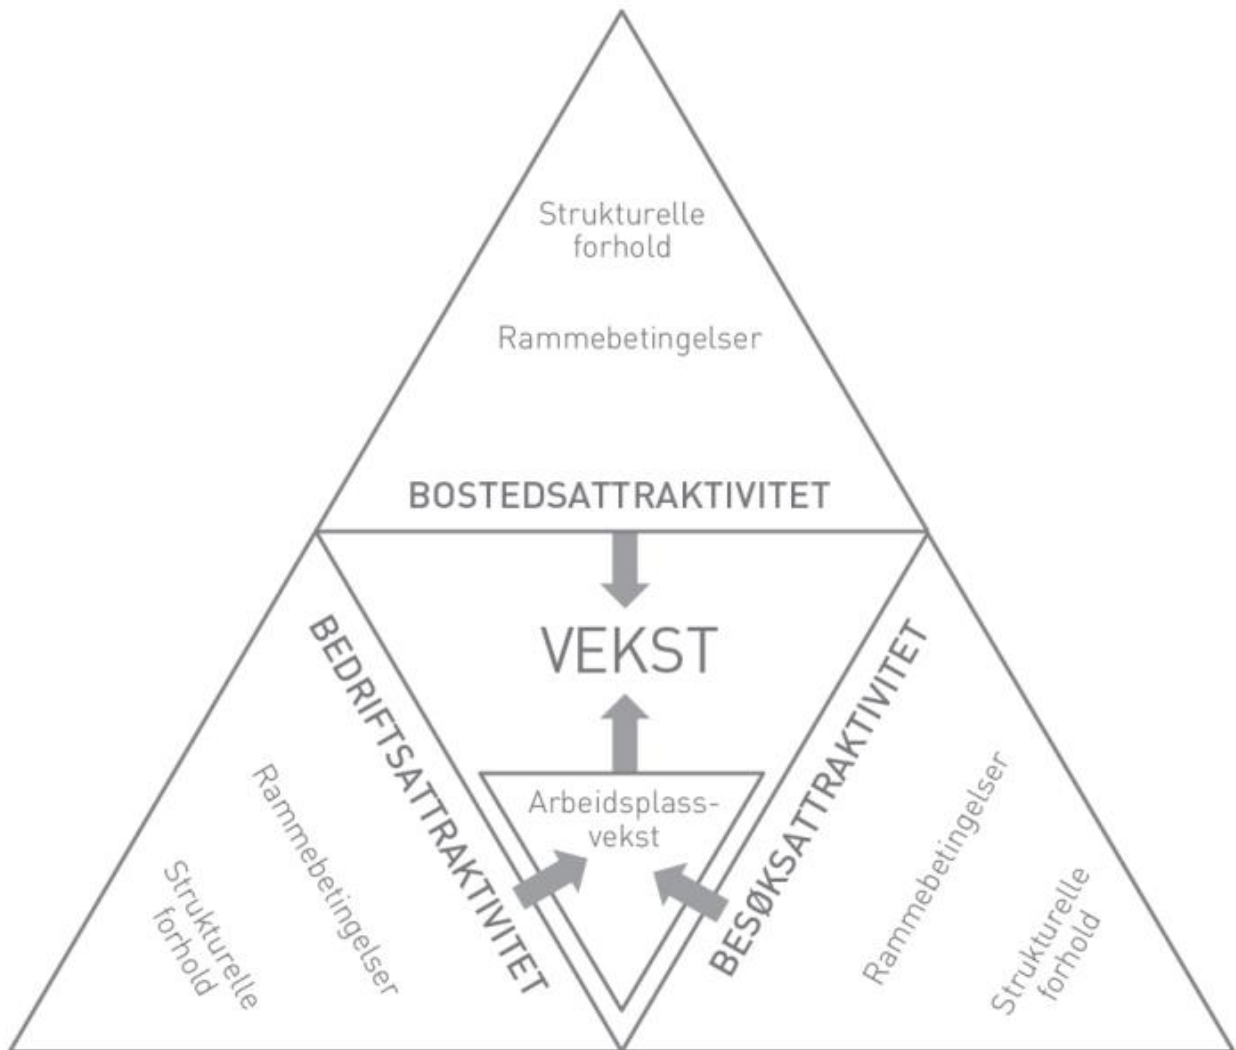 Strukturelle
forhold
Rammebetingelser
BOSTEDSATTRAKTIVITET
VEKST
Arbeidsplass-
vekst
BEDRIFTSATTRAKTIVITET
Rammebetingelser
Strukturelle
forhold
BESØKSATTRAKTIVITET
Rammebetingelser
Strukturelle
forhold